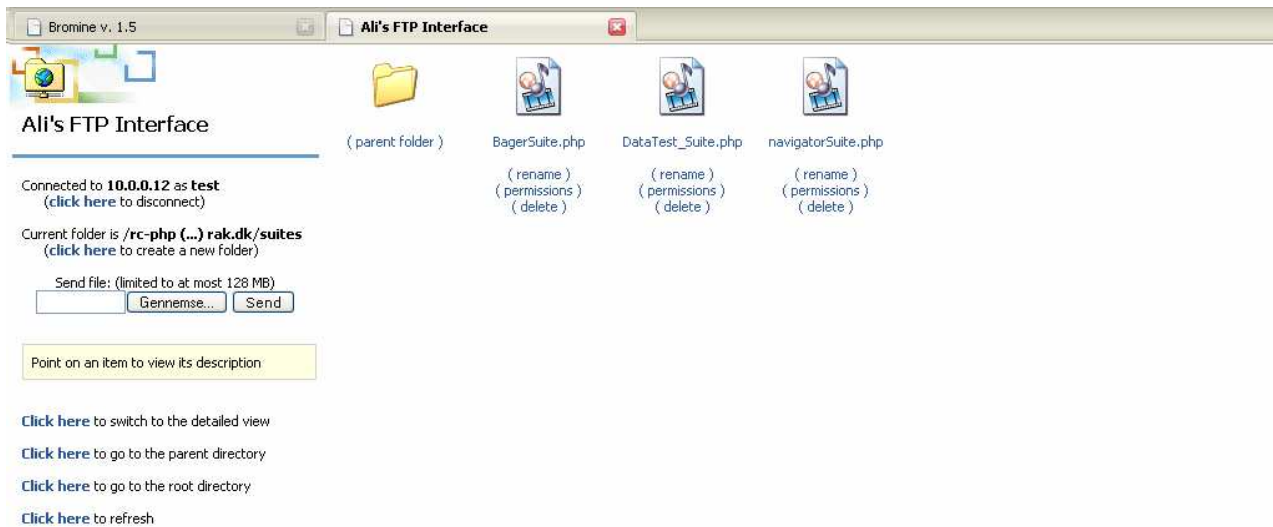 Bromine v. 1.5
Ali's FTP Interface
Ali's FTP Interface
Connected to 10.0.0.12 as test
(click here to disconnect)
Current folder is /rc-php (...) rak.dk/suites
(click here to create a new folder)
Send file: (limited to at most 128 MB)
Gennemse... Send
Point on an item to view its description
Click here to switch to the detailed view
Click here to go to the parent directory
Click here to go to the root directory
Click here to refresh
( parent folder )
BagerSuite.php
( rename )
( permissions )
( delete )
DataTest_Suite.php
( rename )
( permissions )
( delete )
navigatorSuite.php
( rename )
( permissions )
( delete )